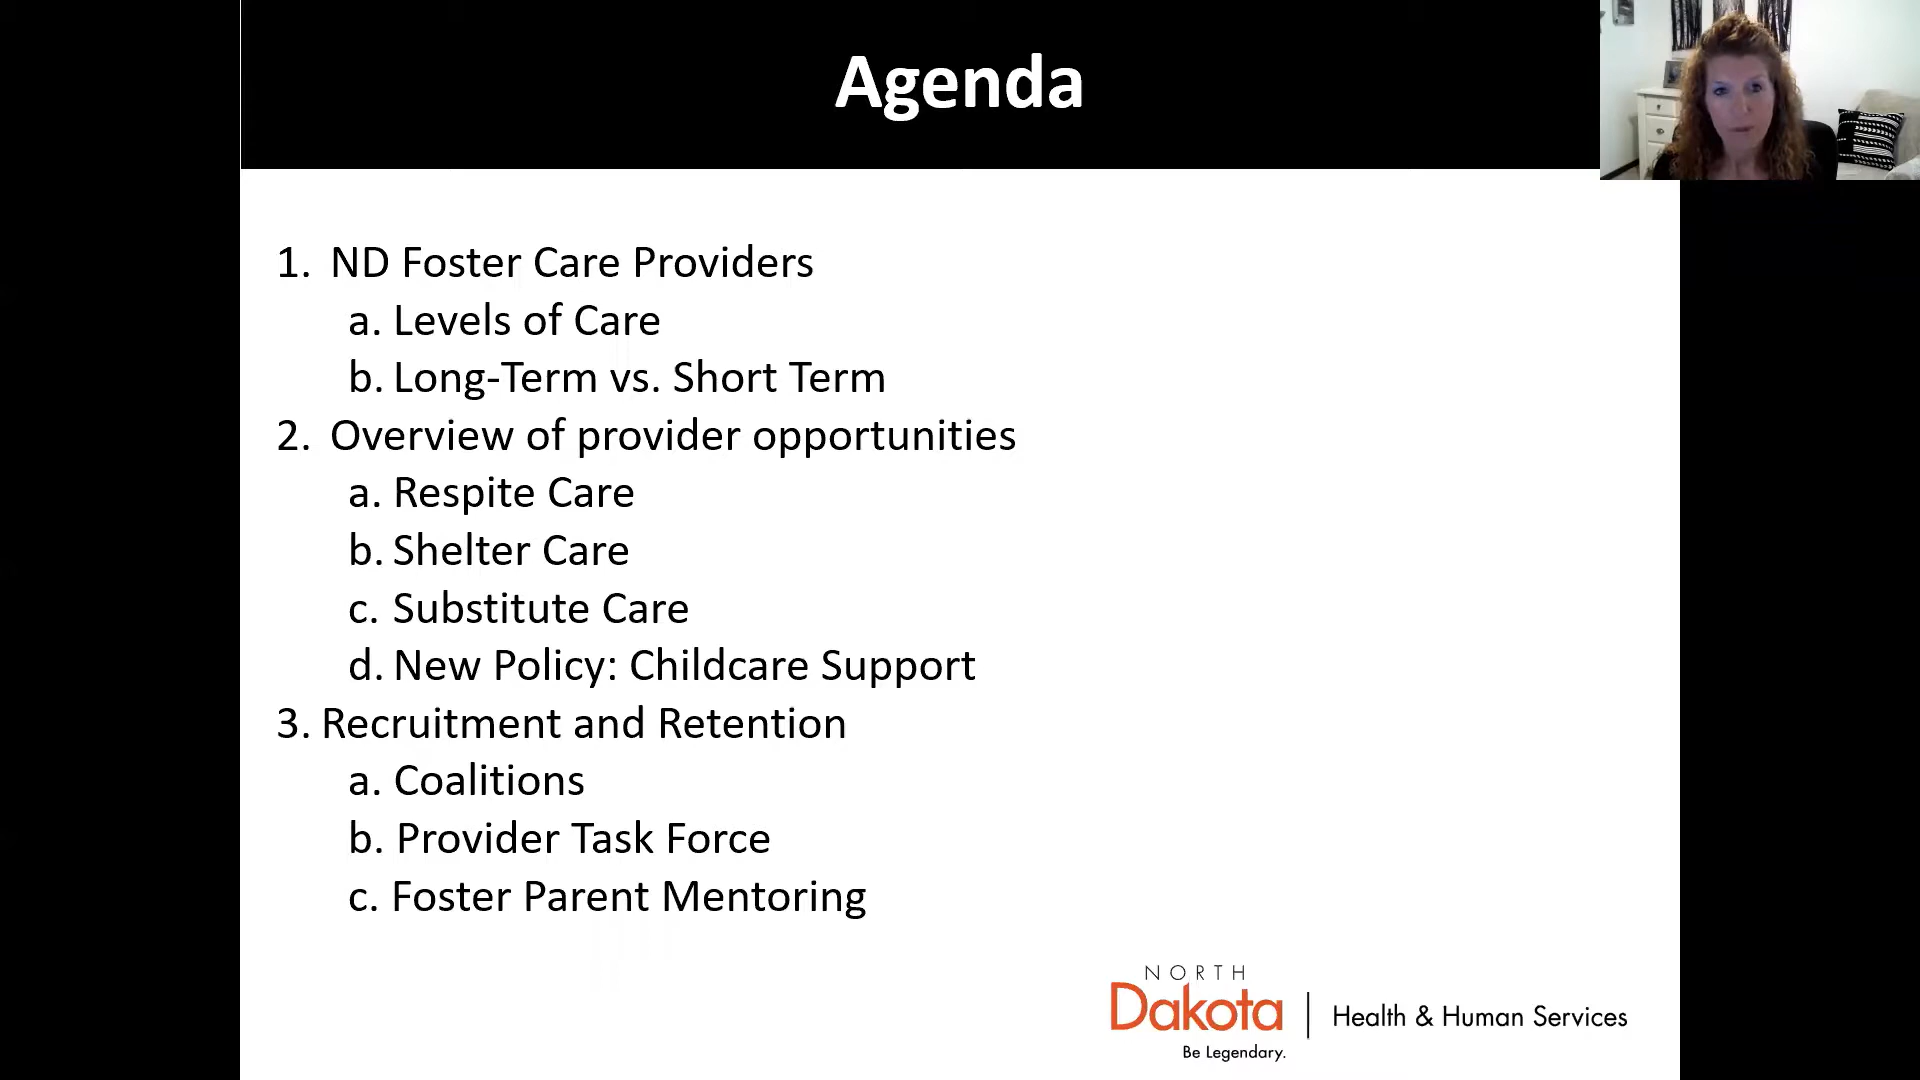 Agenda
1. ND Foster Care Providers
a. Levels of Care
b. Long-Term vs. Short Term
2. Overview of provider opportunities
a. Respite Care
b. Shelter Care
c. Substitute Care
d. New Policy: Childcare Support
3. Recruitment and Retention
a. Coalitions
b. Provider Task Force
c. Foster Parent Mentoring
NORTH
Dakota | Health & Human Services
Be Legendary.